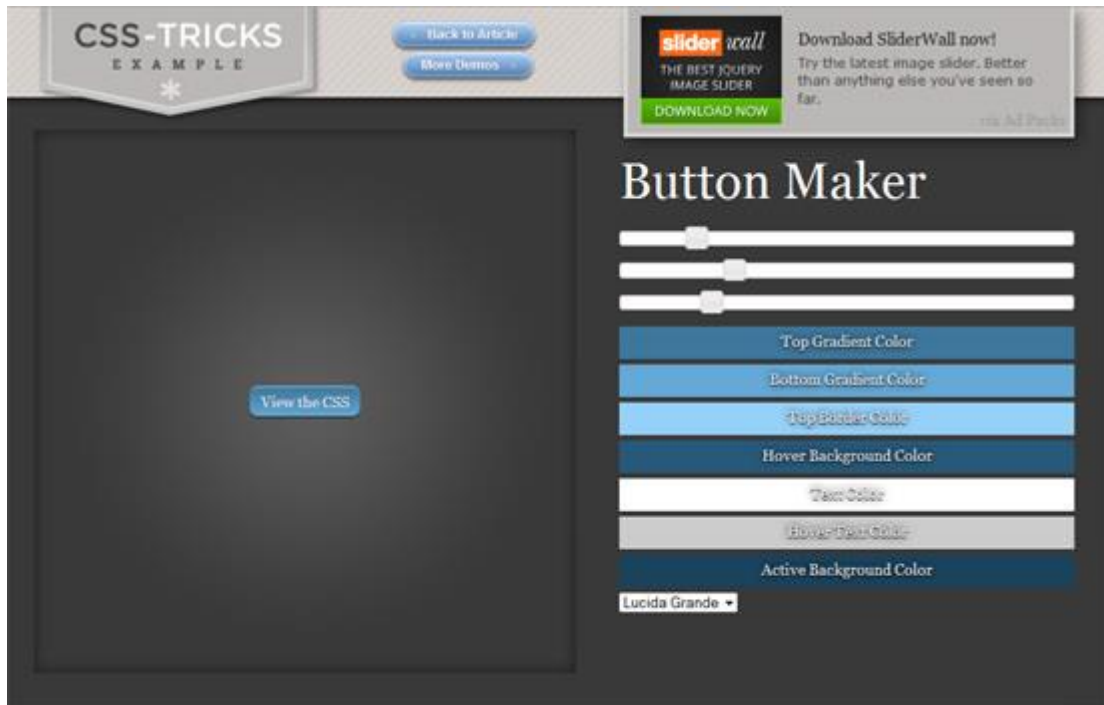 CSS-TRICKS
EXAMPLE
Back to Article
More Demos
slider wall
THE BEST JQUERY
IMAGE SLIDER
DOWNLOAD NOW
Download SliderWall now!
Try the latest image slider. Better
than anything else you've seen so
far.
via Ad Packs
Button Maker
View the CSS
Top Gradient Color
Bottom Gradient Color
Top Border Color
Hover Background Color
Text Color
Hover Text Color
Active Background Color
Lucida Grande